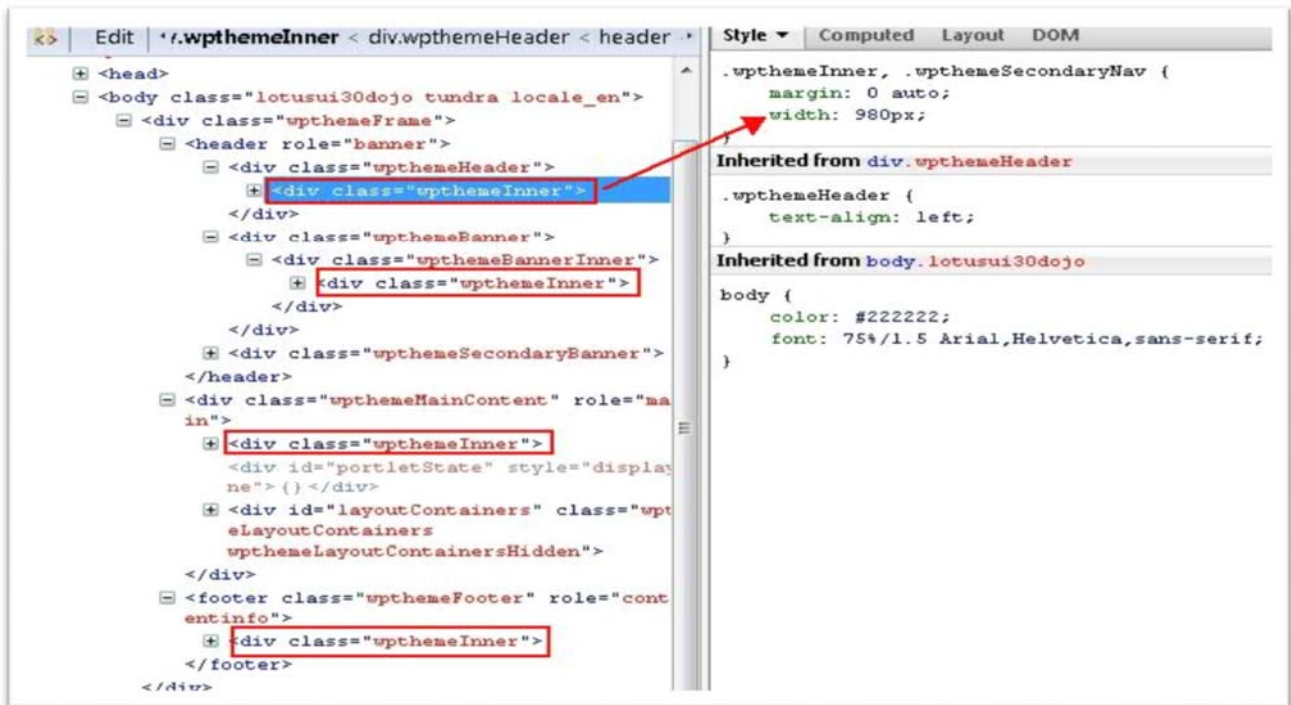 Edit .wpthemeInner < div.wpthemeHeader < header
<head>
<body class="lotusui30dojo tundra locale_en">
<div class="wpthemeFrame">
<header role="banner">
<div class="wpthemeHeader">
<div class="wpthemeInner">
</div>
<div class="wpthemeBanner">
<div class="wpthemeBannerInner">
<div class="wpthemeInner">
</div>
</div>
<div class="wpthemeSecondaryBanner">
</header>
<div class="wpthemeMainContent" role="ma
in">
<div class="wpthemeInner">
<div id="portletState" style="display
ne">{}</div>
<div id="layoutContainers" class="wpt
eLayoutContainers
wpthemeLayoutContainersHidden">
</div>
<footer class="wpthemeFooter" role="cont
entinfo">
<div class="wpthemeInner">
</footer>
</div>
Style Computed Layout DOM
.wpthemeInner, .wpthemeSecondaryNav {
margin: 0 auto;
width: 980px;
}
Inherited from div.wpthemeHeader
.wpthemeHeader {
text-align: left;
}
Inherited from body.lotusui30dojo
body {
color: #222222;
font: 75%/1.5 Arial,Helvetica,sans-serif;
}